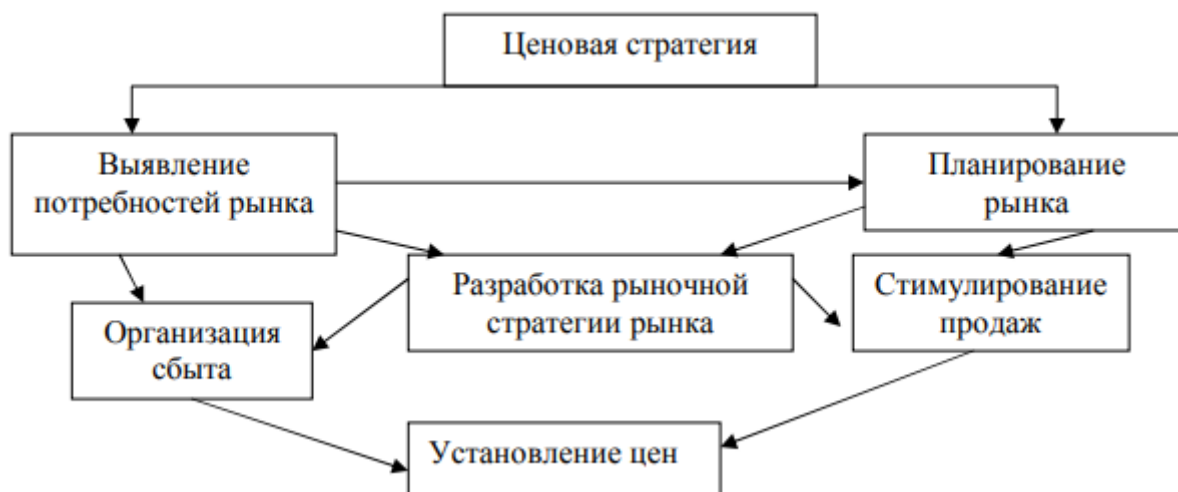 Ценовая стратегия
Выявление
потребностей рынка
Планирование
рынка
Разработка рыночной
стратегии рынка
Стимулирование
продаж
Организация
сбыта
Установление цен